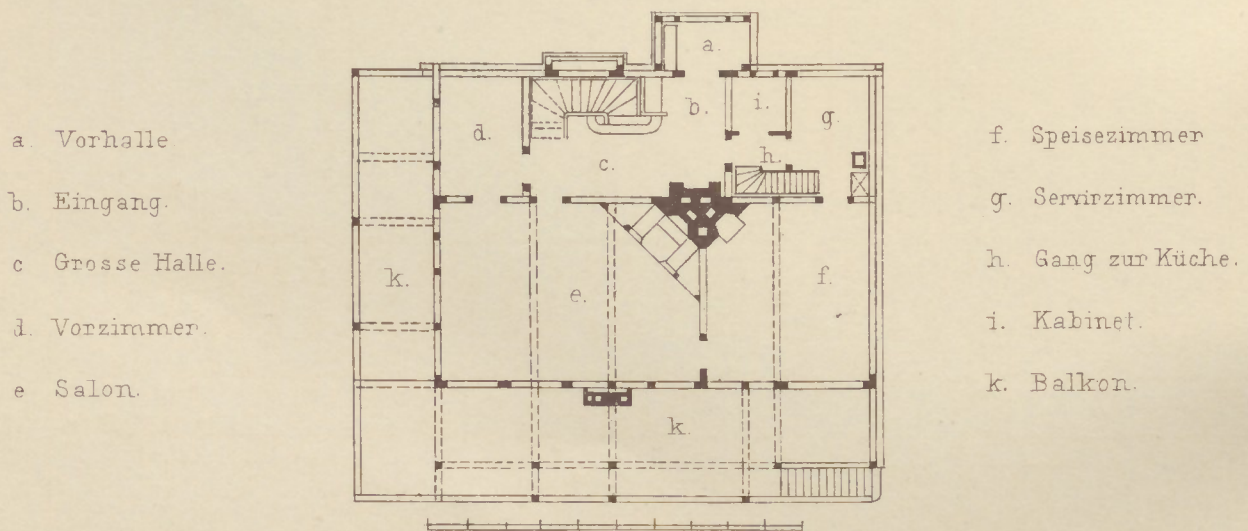 a. Vorhalle
b. Eingang.
c Grosse Halle.
d. Vorzimmer.
e Salon.
a.
b.
i.
g.
d.
c.
h.
k.
e.
f.
k.
f. Speisezimmer
g. Servirzimmer.
h. Gang zur Küche.
i. Kabinet.
k. Balkon.